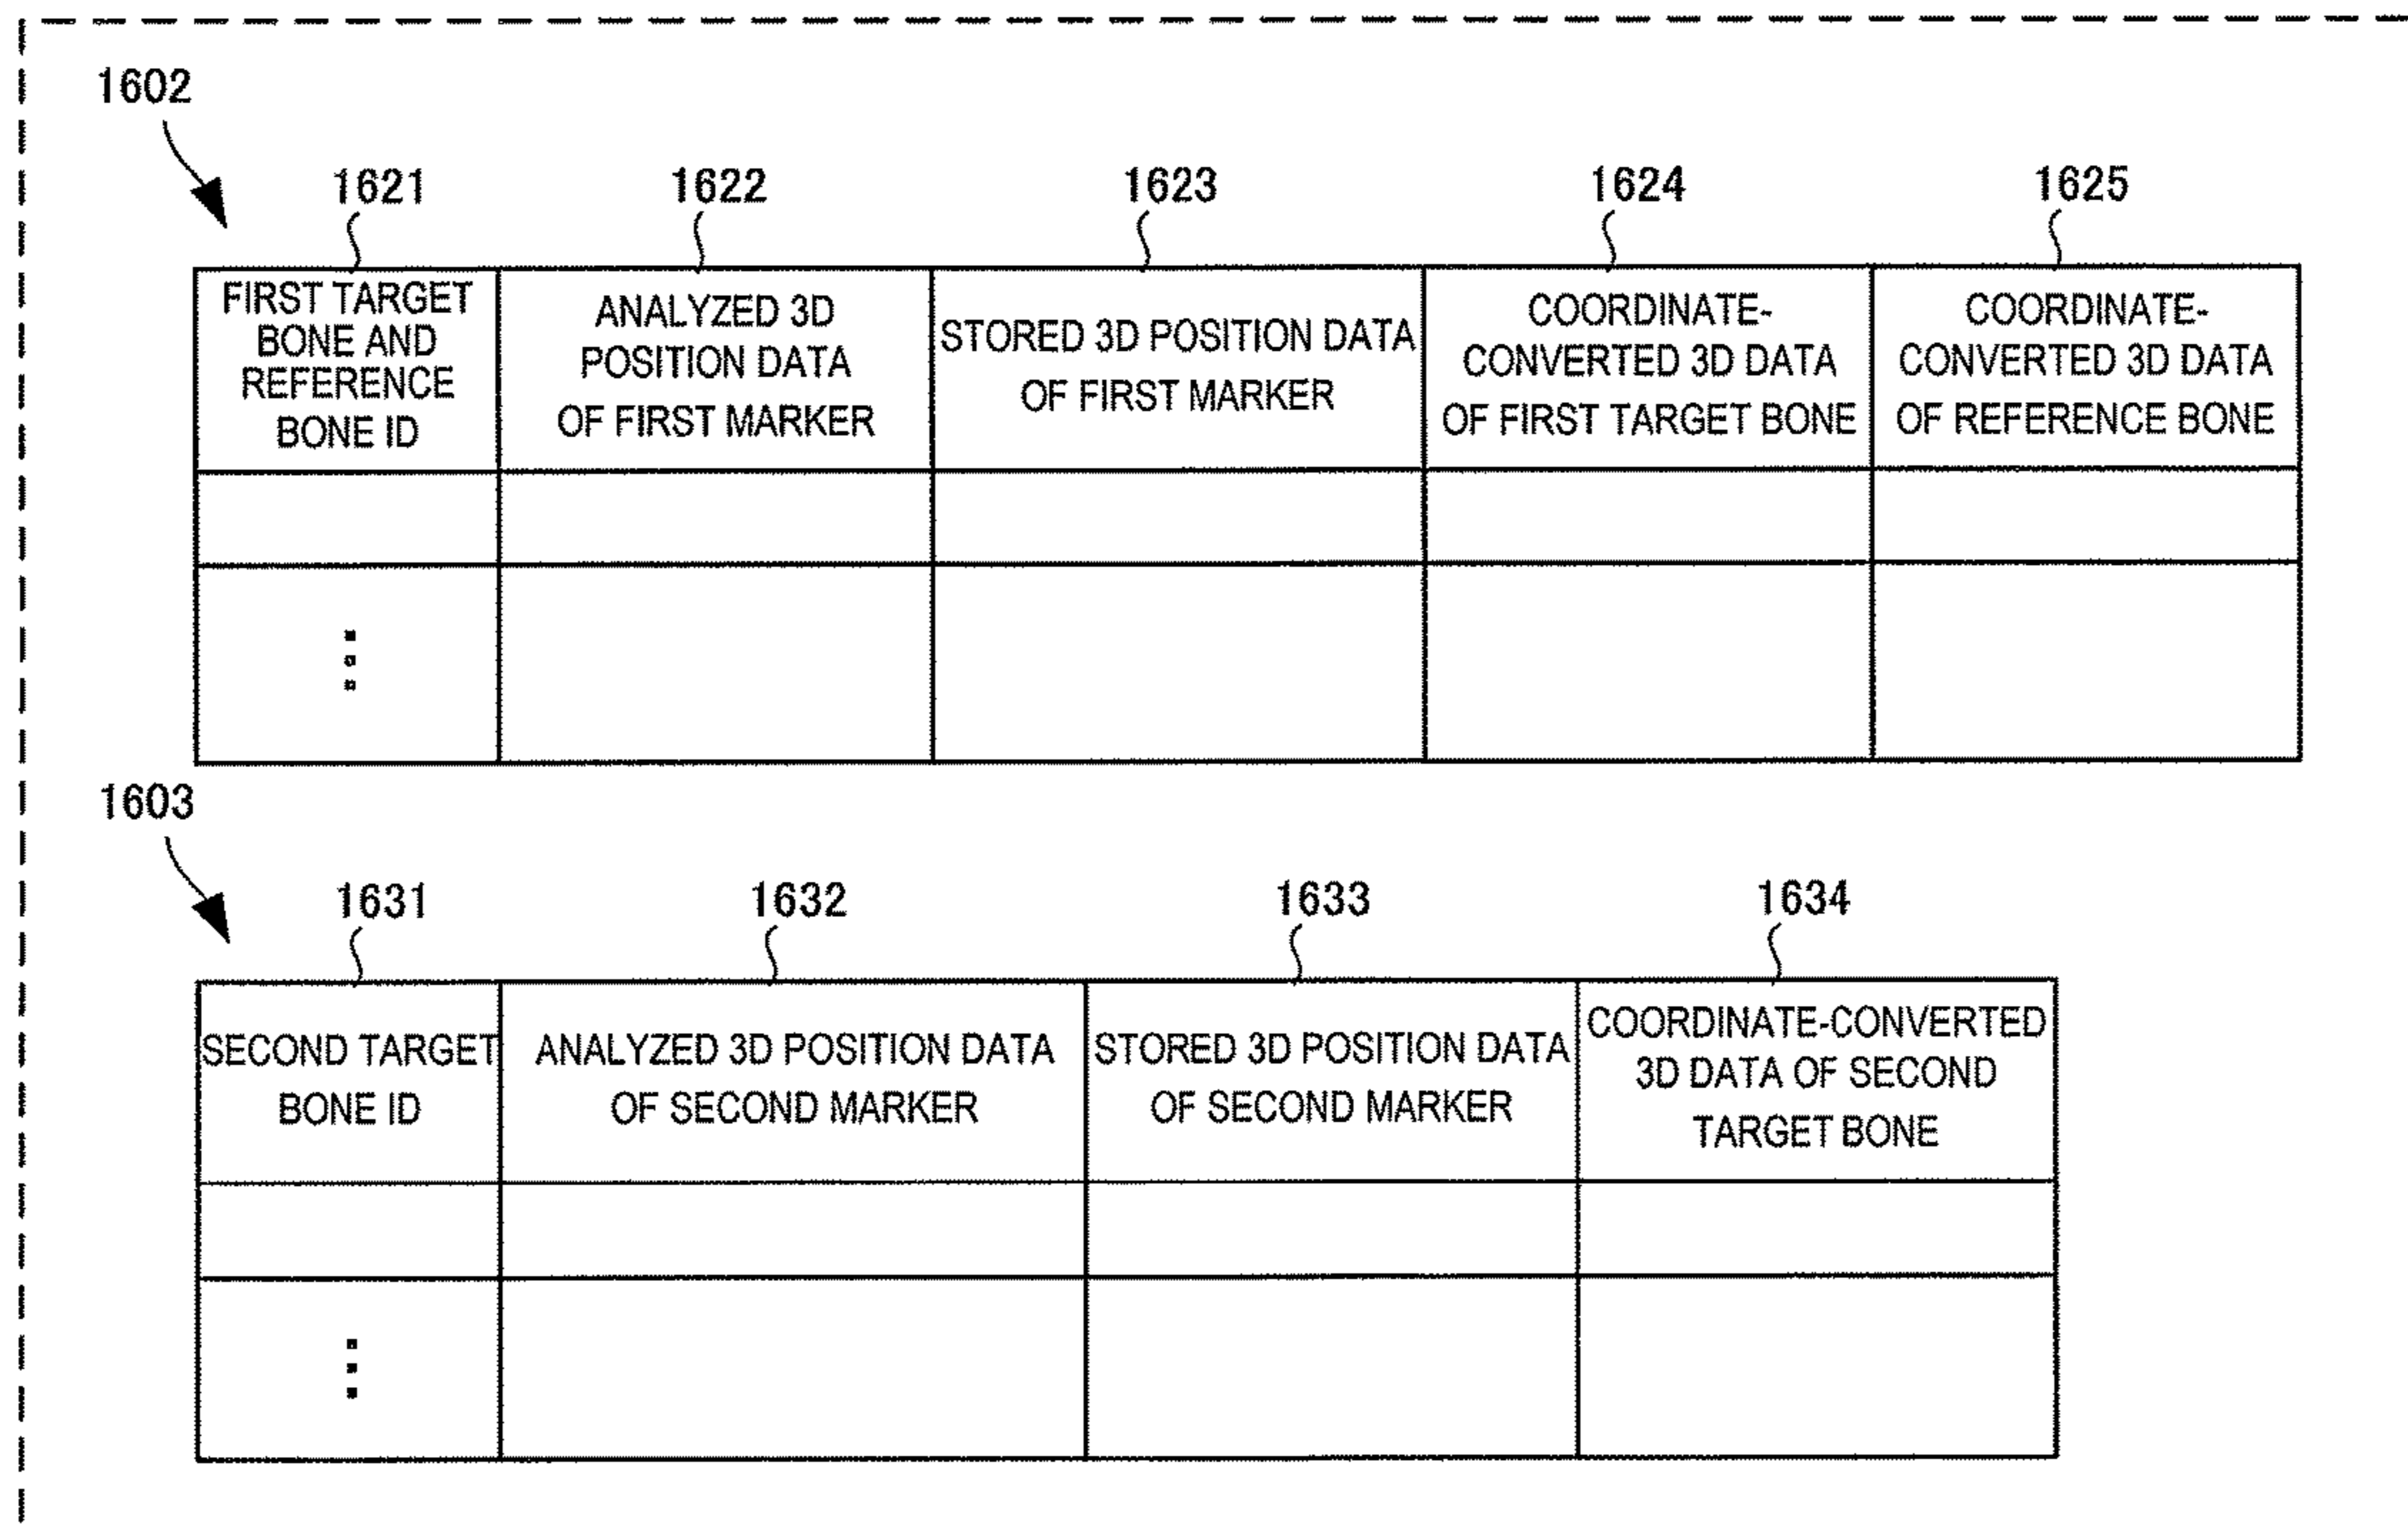 1602
1621
1622
1623
1624
1625
FIRST TARGET
BONE AND
REFERENCE
BONE ID
ANALYZED 3D
POSITION DATA
OF FIRST MARKER
STORED 3D POSITION DATA
OF FIRST MARKER
COORDINATE-
CONVERTED 3D DATA
OF FIRST TARGET BONE
COORDINATE-
CONVERTED 3D DATA
OF REFERENCE BONE
1603
1631
1632
1633
1634
SECOND TARGET
BONE ID
ANALYZED 3D POSITION DATA
OF SECOND MARKER
STORED 3D POSITION DATA
OF SECOND MARKER
COORDINATE-CONVERTED
3D DATA OF SECOND
TARGET BONE